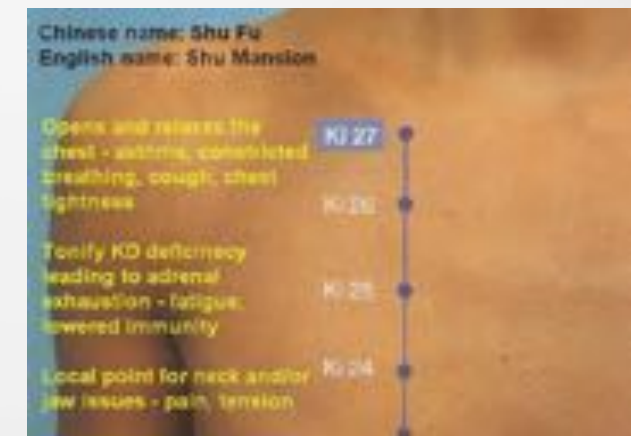 Chinese name: Shu Fu
English name: Shu Mansion
Opens and relaxes the
chest - asthma, constricted
breathing, cough, chest
tightness
Tonify KD deficinecy
leading to adrenal
exhaustion - fatigue,
lowered immunity
Local point for neck and/or
jaw issues - pain, tension
Ki 27
Ki 26
Ki 25
Ki 24